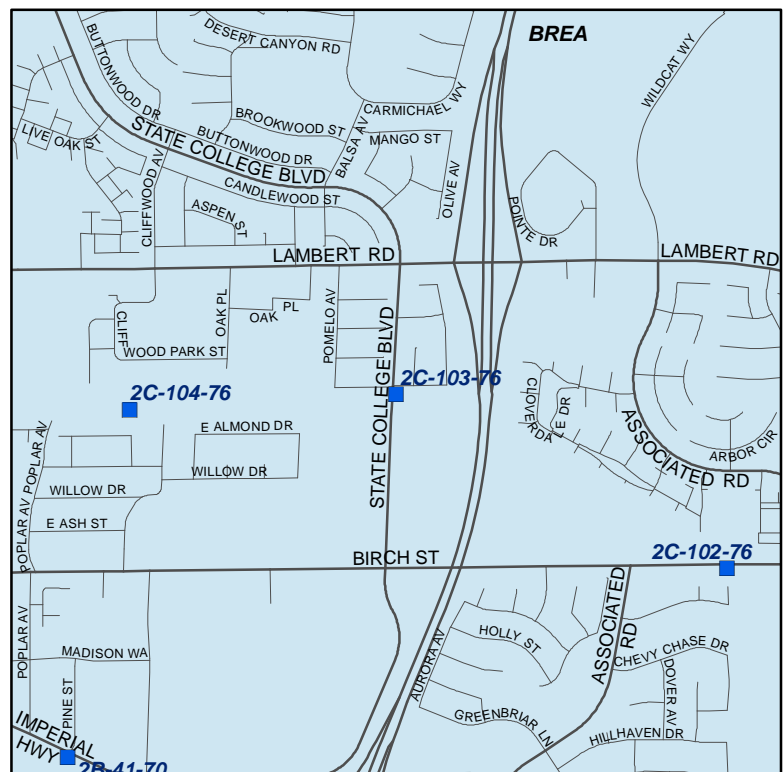 BREA
DESERT CANYON RD
BUTTONWOOD DR
WILDCAT WY
CARMICHAEL WY
BROOKWOOD ST
LIVE OAK ST
STATE COLLEGE BLVD
BUTTONWOOD DR
BALSA AV
MANGO ST
OLIVE AV
CANDLEWOOD ST
CLIFFWOOD AV
ASPEN ST
POINTE DR
LAMBERT RD
LAMBERT RD
OAK PL
OAK PL
POMELO AV
CLIFF
WOOD PARK ST
STATE COLLEGE BLVD
2C-104-76
2C-103-76
CLOVERDA
LE DR
ASSOCIATED RD
ARBOR CIR
POPLAR AV
E ALMOND DR
WILLOW DR
WILLOW DR
POPLAR AV
E ASH ST
BIRCH ST
2C-102-76
POPLAR AV
MADISON WA
PINE ST
AURORA AV
HOLLY ST
ASSOCIATED
RD
CHEVY CHASE DR
DOVER AV
GREENBRIAR LN
HILLHAVEN DR
IMPERIAL
HWY
2B-41-70